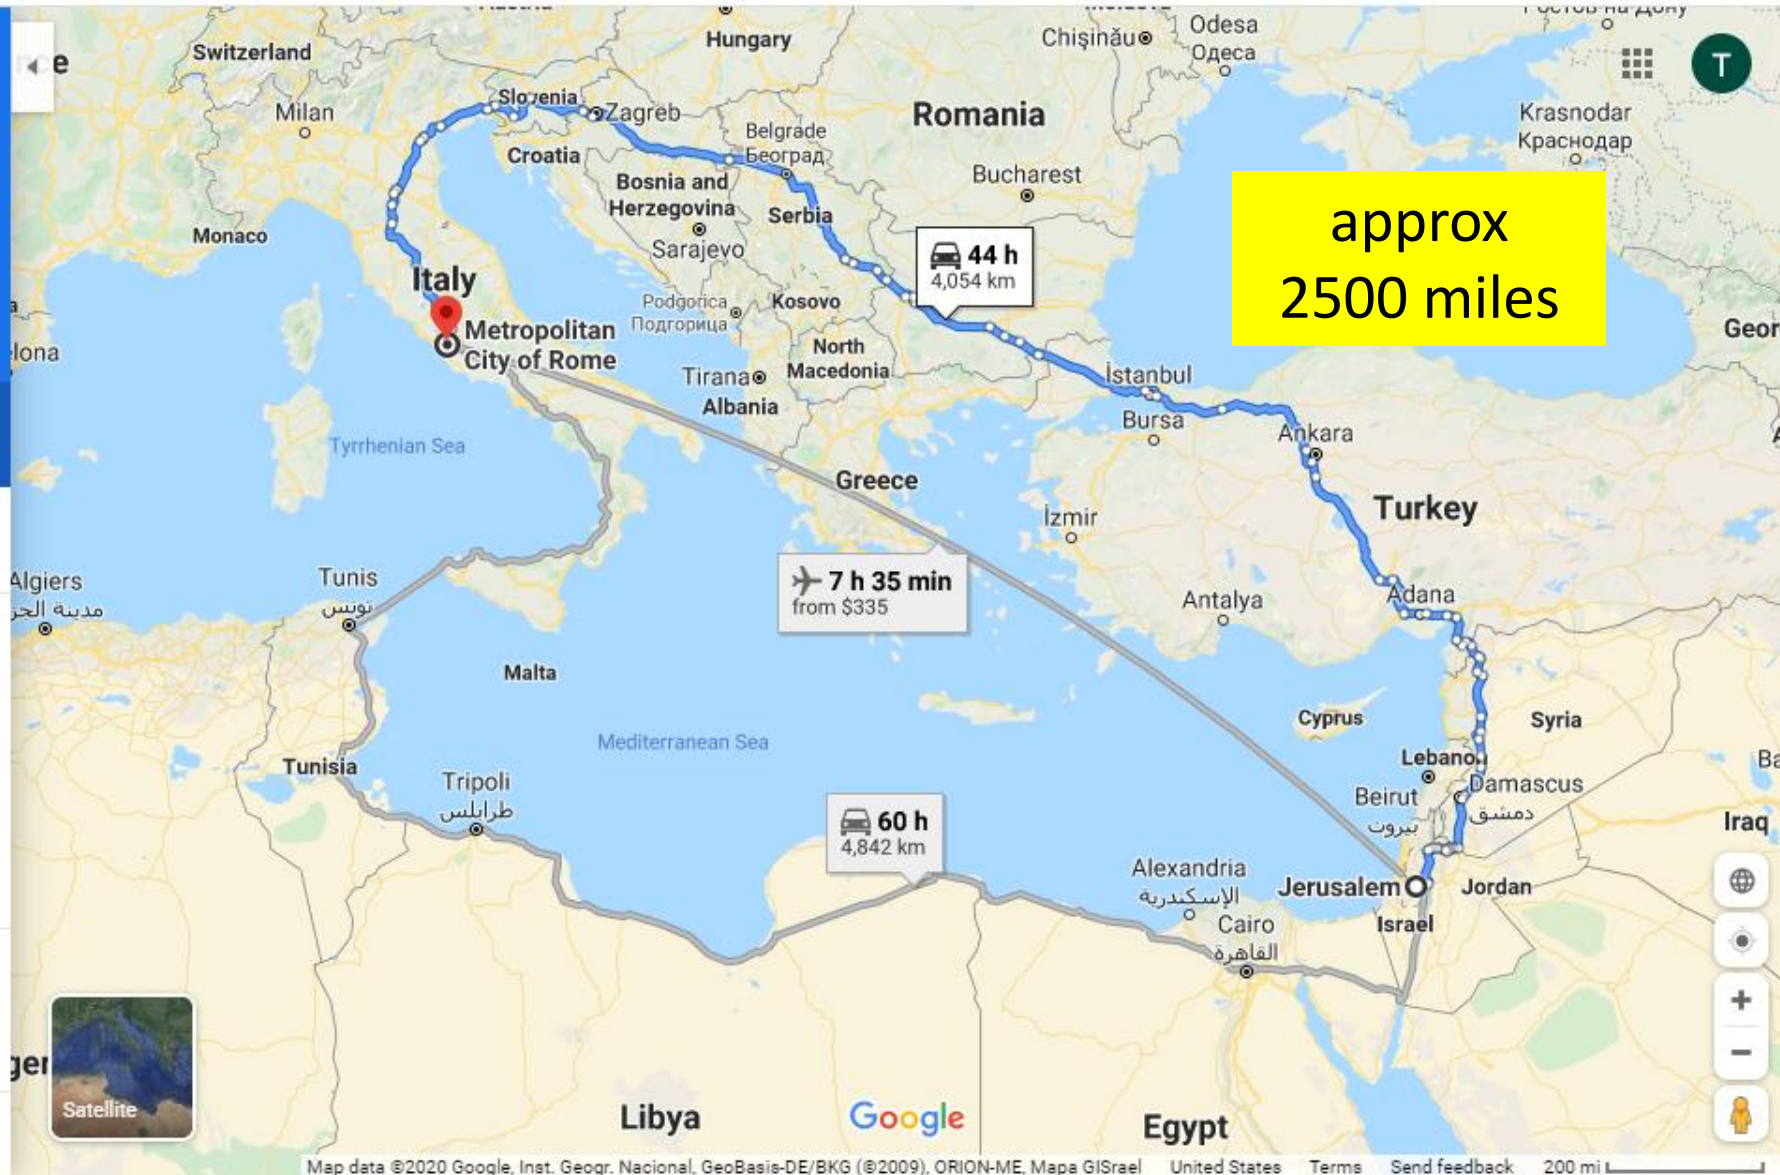 Switzerland
Hungary
Chişinău
Odesa
Одеса
T
Milan
Slovenia
Zagreb
Romania
Krasnodar
Краснодар
Croatia
Belgrade
Београд
Bosnia and
Herzegovina
Bucharest
approx
2500 miles
Monaco
Serbia
Sarajevo
44 h
4,054 km
Italy
Podgorica
Подгорица
Kosovo
Metropolitan
City of Rome
North
Macedonia
Tirana
Albania
İstanbul
Bursa
Ankara
Tyrrhenian Sea
Greece
İzmir
Turkey
7 h 35 min
from $335
Algiers
Tunis
تونس
Antalya
Adana
Malta
Cyprus
Syria
Mediterranean Sea
Tunisia
Tripoli
طرابلس
Damascus
دمشق
Beirut
بيروت
60 h
4,842 km
Iraq
Alexandria
الإسكندرية
Jerusalem
Jordan
Israel
Cairo
القاهرة
Satellite
Libya
Google
Egypt
Map data ©2020 Google, Inst. Geogr. Nacional, GeoBasis-DE/BKG (©2009), ORION-ME, Mapa GISrael United States Terms Send feedback 200 mi